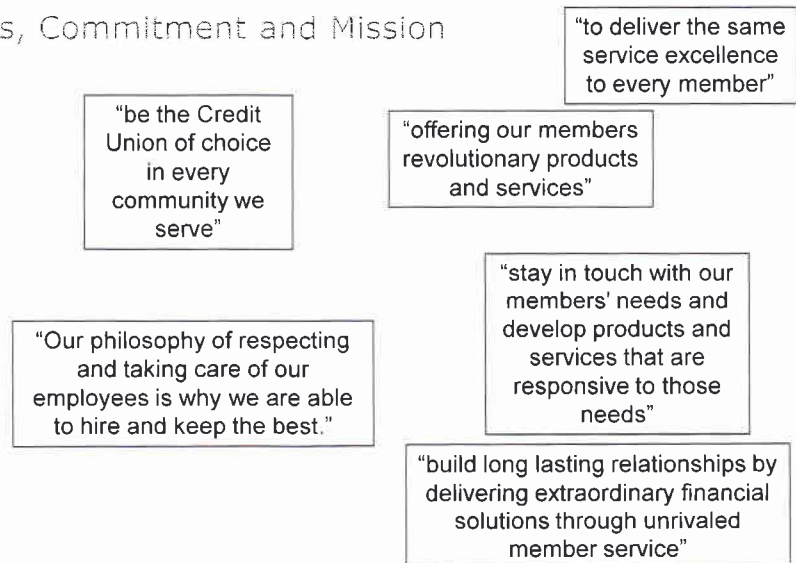 s, Commitment and Mission
“to deliver the same
service excellence
to every member”
“be the Credit
Union of choice
in every
community we
serve”
“offering our members
revolutionary products
and services”
“stay in touch with our
members' needs and
develop products and
services that are
responsive to those
needs”
“Our philosophy of respecting
and taking care of our
employees is why we are able
to hire and keep the best.”
“build long lasting relationships by
delivering extraordinary financial
solutions through unrivaled
member service”